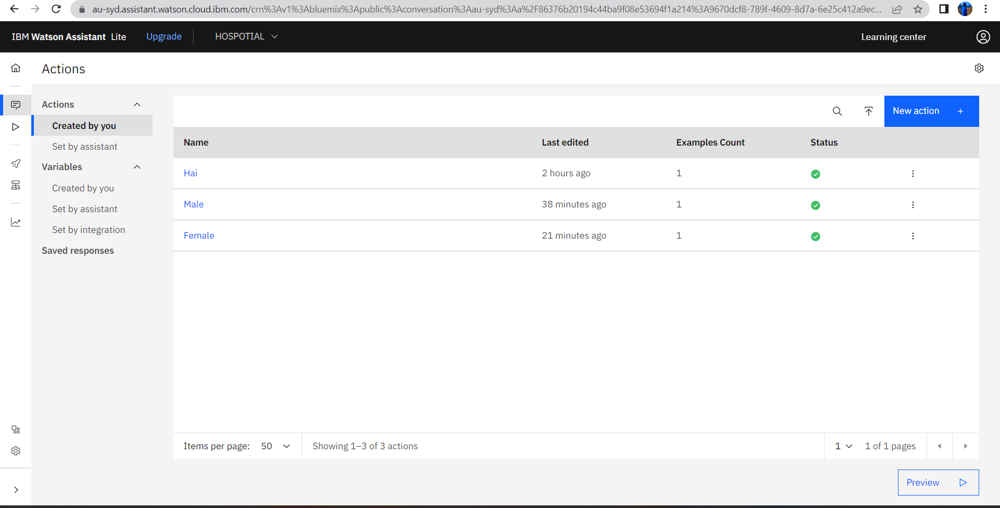 au-syd.assistant.watson.cloud.ibm.com/crn%3Av1%3Abluemix%3Apublic%3Aconversation%3Aau-syd%3Aa%2F86376b20194c44ba9f08e53694f1a214%3A9670dcf8-789f-4609-8d7a-6e25c412a9ec...
IBM Watson Assistant Lite Upgrade HOSPOTIAL Learning center
Actions
Actions
Created by you
Set by assistant
Variables
Created by you
Set by assistant
Set by integration
Saved responses
New action +
Name Last edited Examples Count Status
Hai 2 hours ago 1
Male 38 minutes ago 1
Female 21 minutes ago 1
Items per page: 50 Showing 1–3 of 3 actions 1 1 of 1 pages
Preview